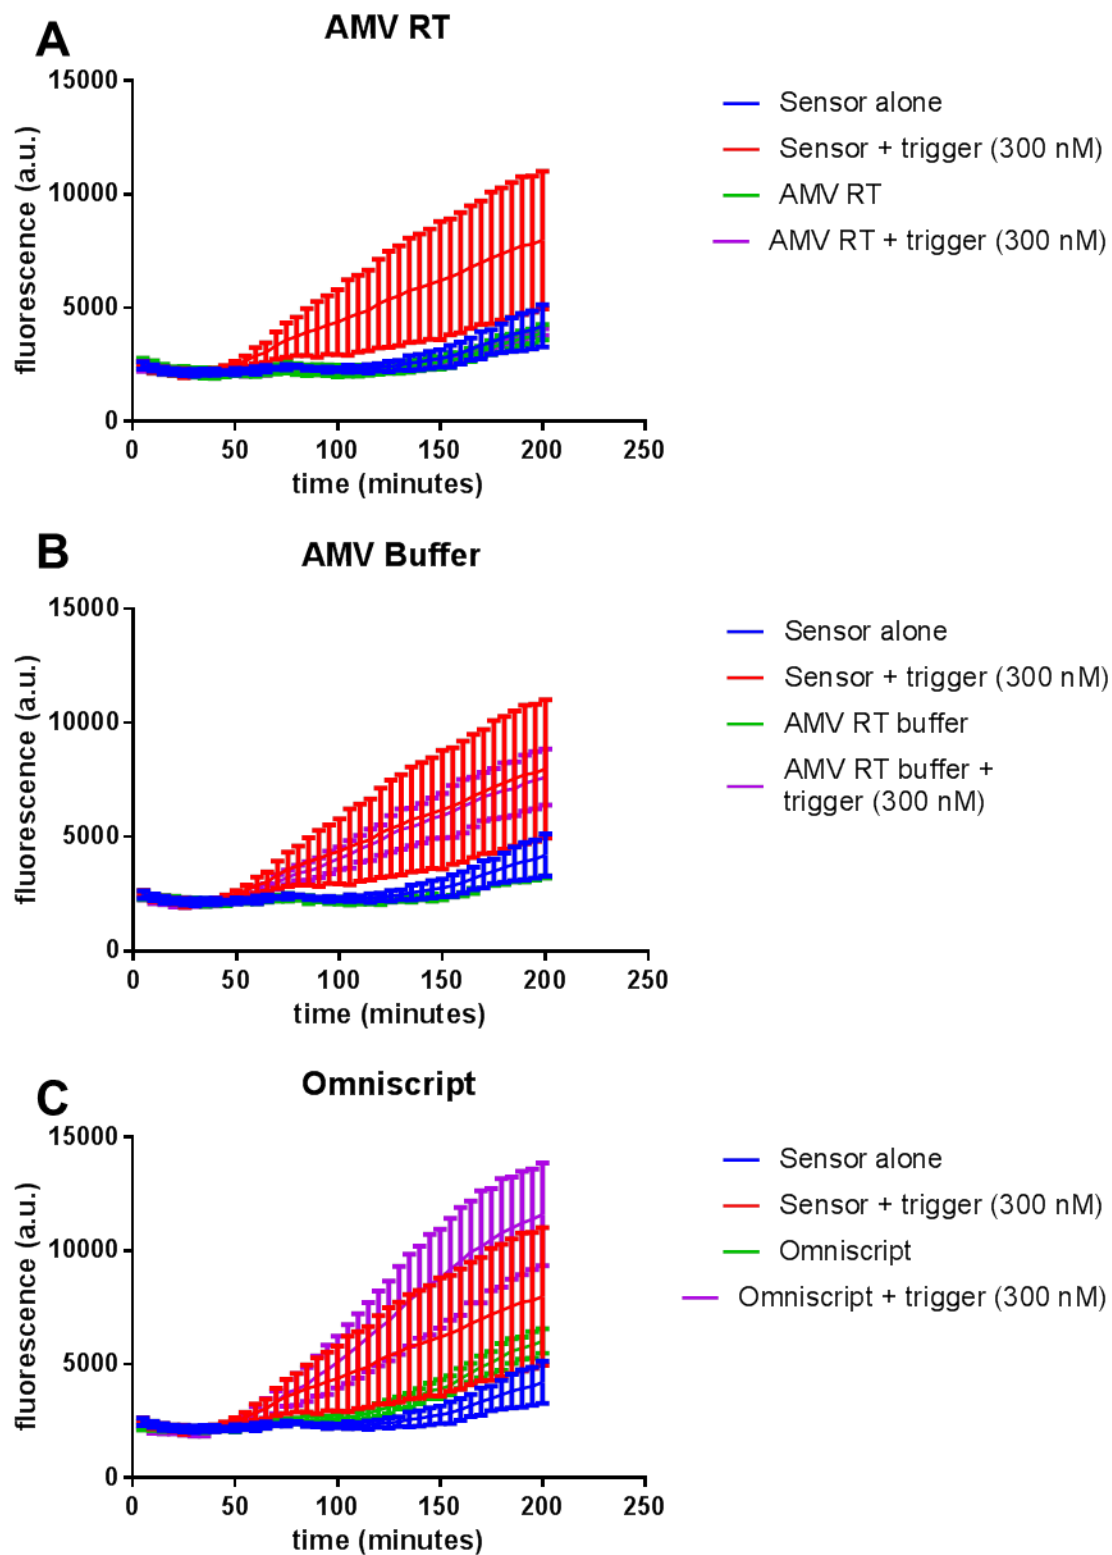 A
AMV RT
15000
10000
5000
0
fluorescence (a.u.)
0 50 100 150 200 250
time (minutes)
Sensor alone
Sensor + trigger (300 nM)
AMV RT
AMV RT + trigger (300 nM)
B
AMV Buffer
15000
10000
5000
0
fluorescence (a.u.)
0 50 100 150 200 250
time (minutes)
Sensor alone
Sensor + trigger (300 nM)
AMV RT buffer
AMV RT buffer +
trigger (300 nM)
C
Omniscript
15000
10000
5000
0
fluorescence (a.u.)
0 50 100 150 200 250
time (minutes)
Sensor alone
Sensor + trigger (300 nM)
Omniscript
Omniscript + trigger (300 nM)